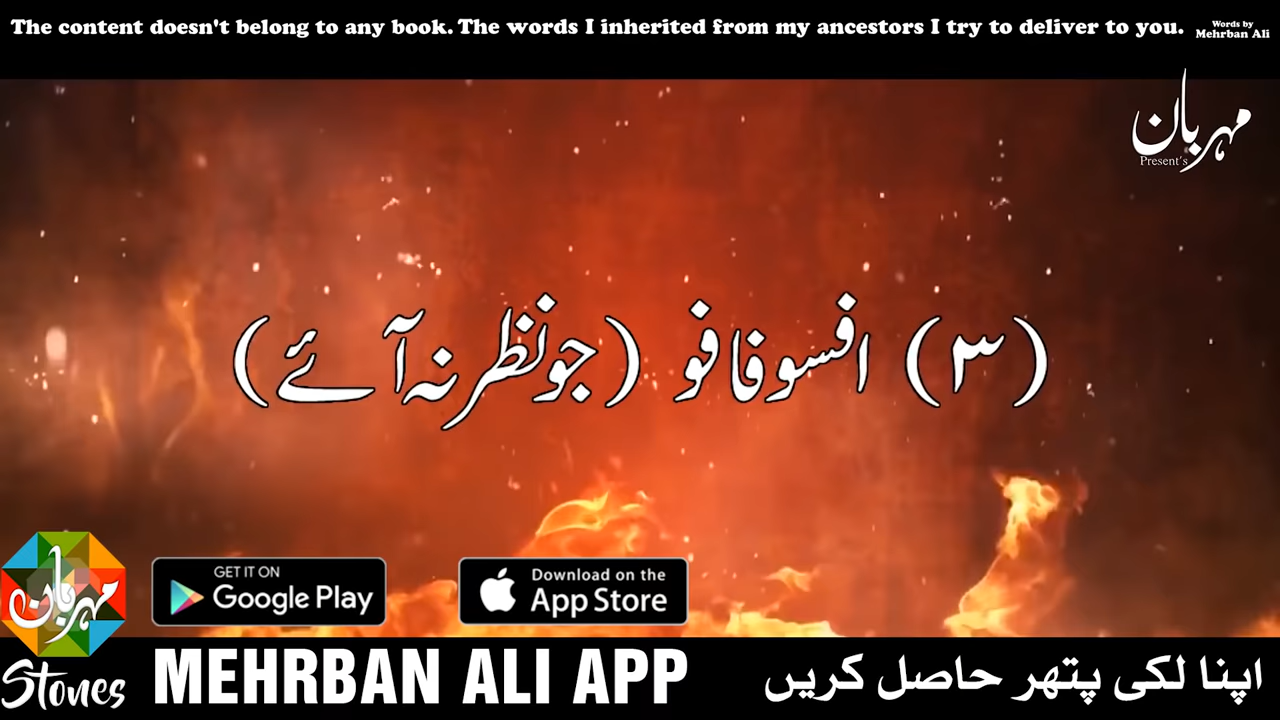 The content doesn't belong to any book. The words I inherited from my ancestors I try to deliver to you.
Words by
Mehrban Ali
مہربان
Present's
(۳) افسوفافو (جو نظر نہ آئے)
مہربان
Stones
GET IT ON
Google Play
Download on the
App Store
MEHRBAN ALI APP
اپنا لکی پتھر حاصل کریں